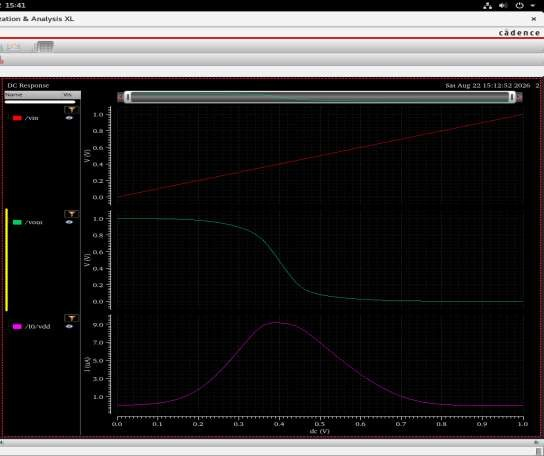 15:41
zation & Analysis XL
×
cādence
DC Response
Sat Aug 22 15:12:52 2026 2
Name Vis
/vin
1.0
0.8
0.6
0.4
0.2
0.0
V (V)
/vout
1.0
0.8
0.6
0.4
0.2
0.0
V (V)
/I0/vdd
9.0
7.0
5.0
3.0
1.0
I (uA)
0.0 0.1 0.2 0.3 0.4 0.5 0.6 0.7 0.8 0.9 1.0
dc (V)